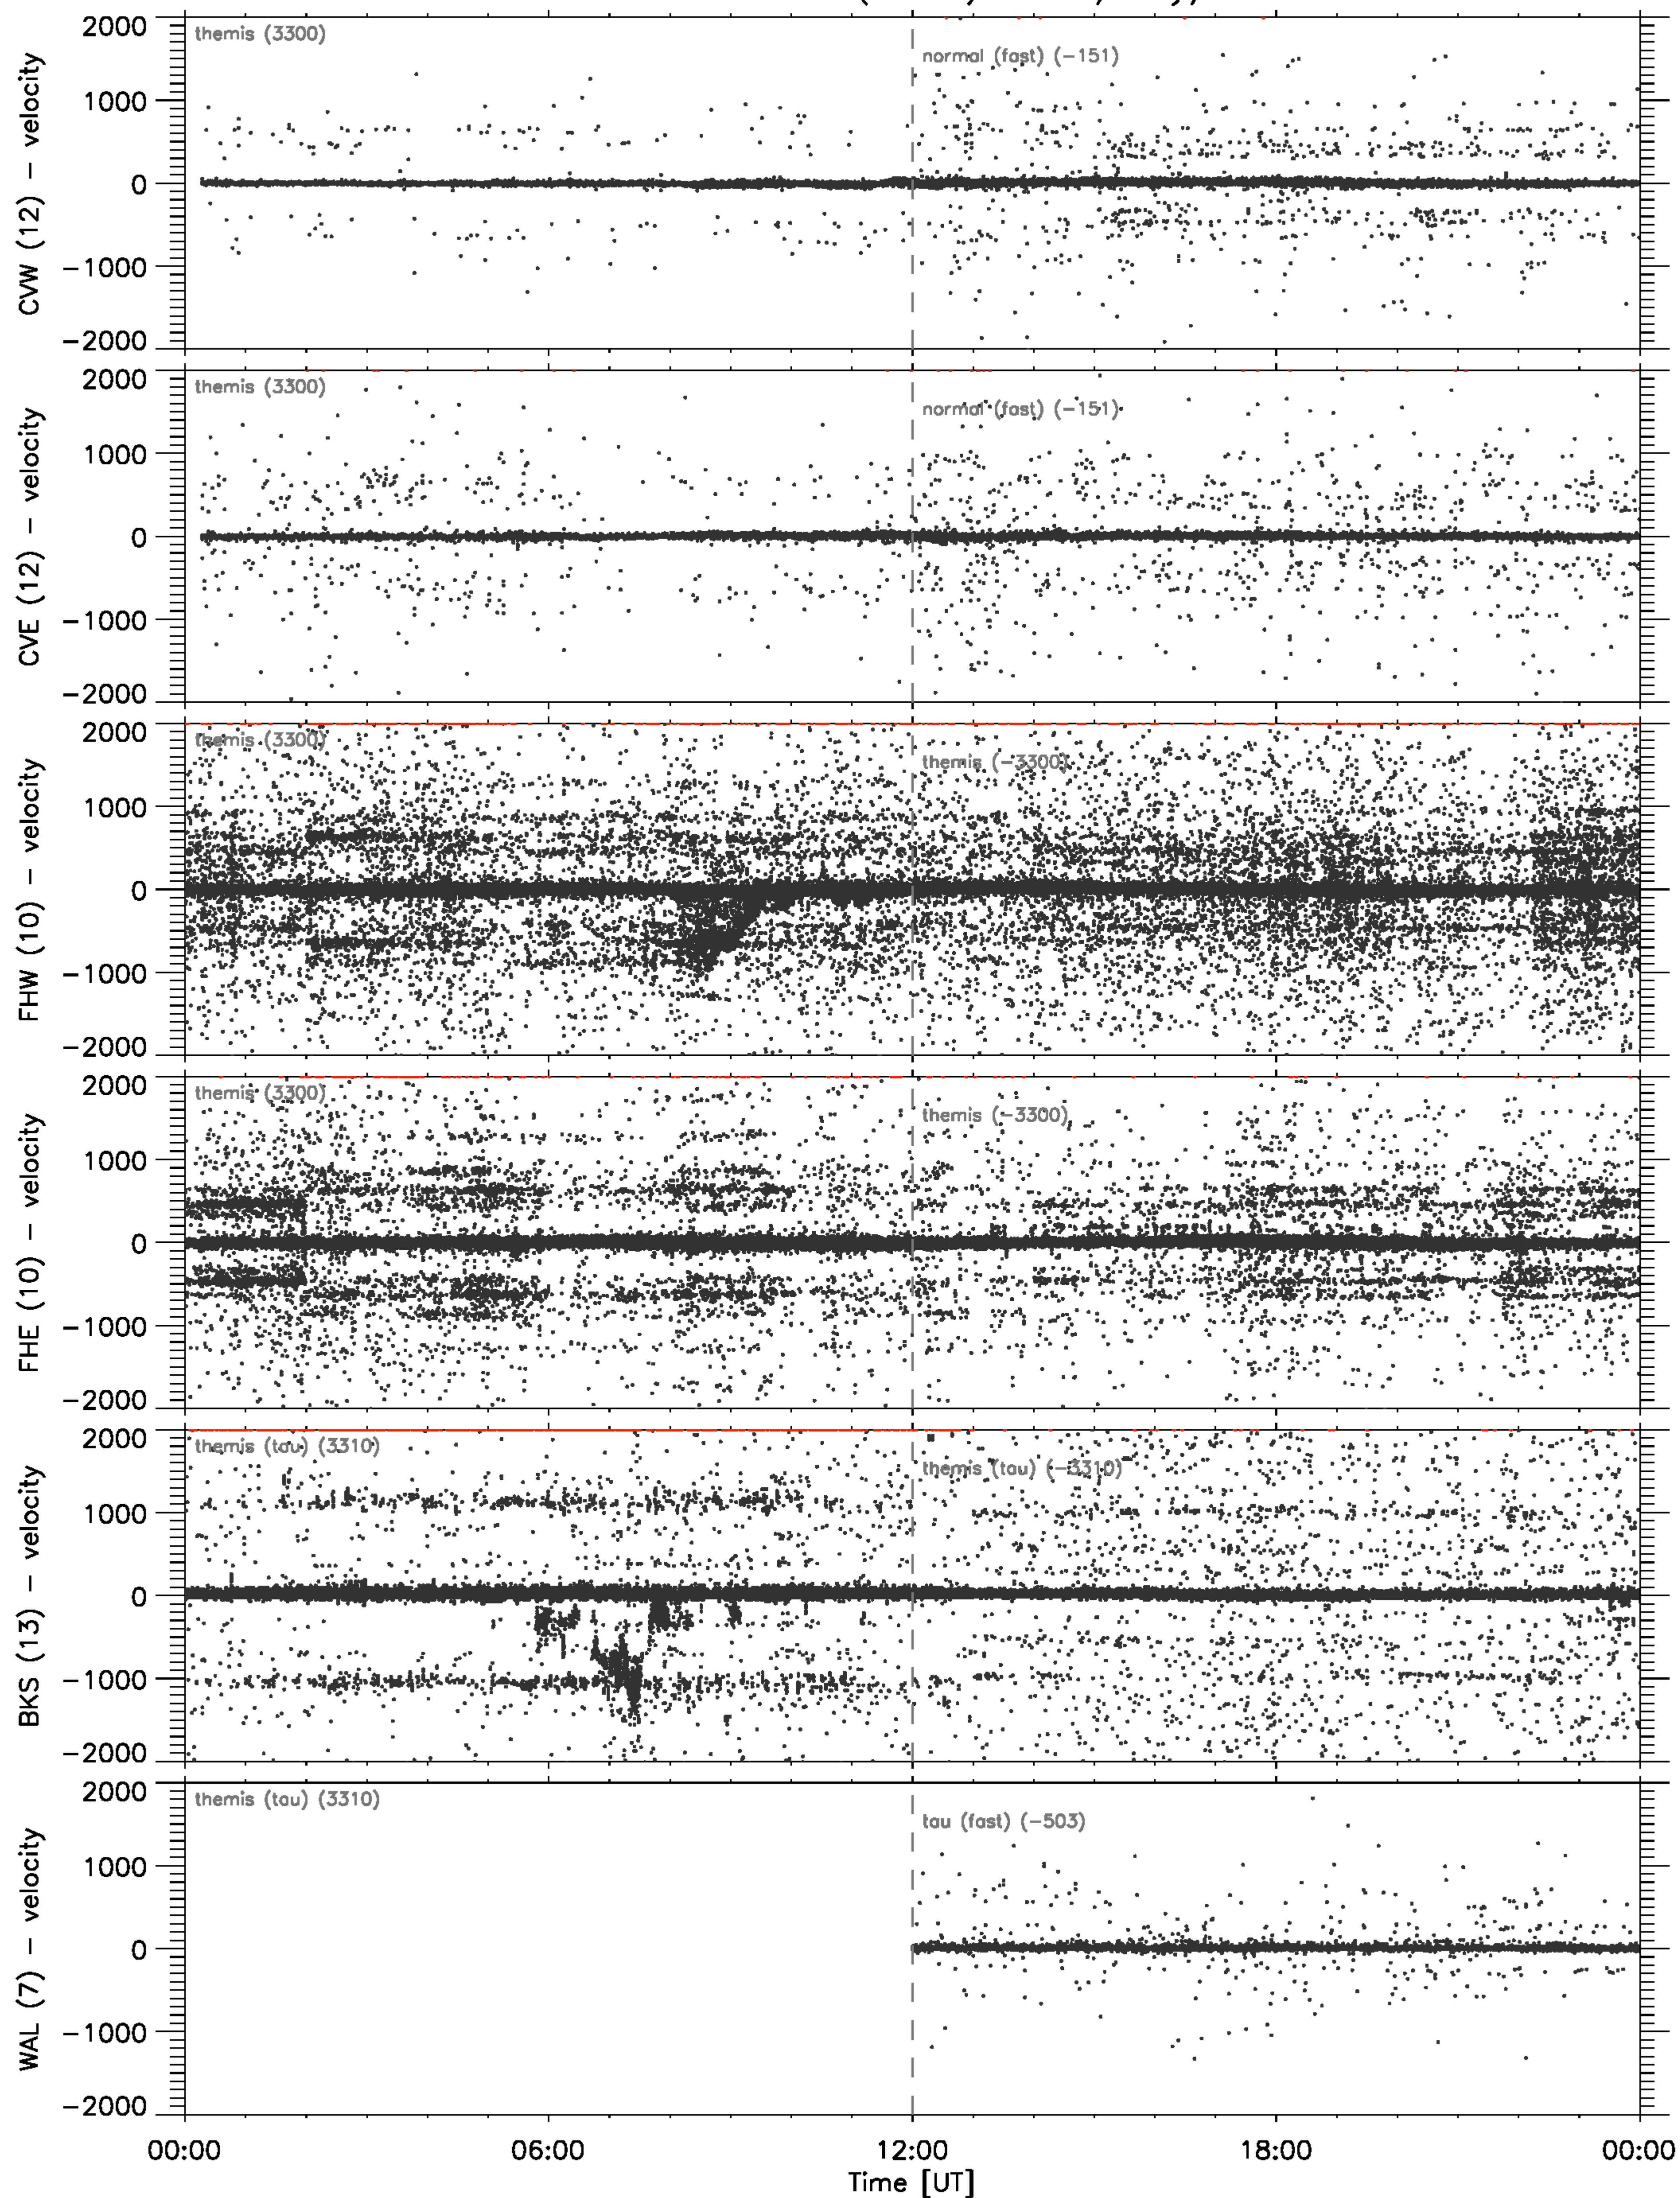 2000
themis (3300)
normal (fast) (−151)
1000
0
−1000
−2000
CVW (12) − velocity
2000
themis (3300)
normal (fast) (−151)
1000
0
−1000
−2000
CVE (12) − velocity
2000
themis (3300)
themis (−3300)
1000
0
−1000
−2000
FHW (10) − velocity
2000
themis (3300)
themis (−3300)
1000
0
−1000
−2000
FHE (10) − velocity
2000
themis (tau) (3310)
themis (tau) (−3310)
1000
0
−1000
−2000
BKS (13) − velocity
2000
themis (tau) (3310)
tau (fast) (−503)
1000
0
−1000
−2000
WAL (7) − velocity
00:00 06:00 12:00 18:00 00:00
Time [UT]